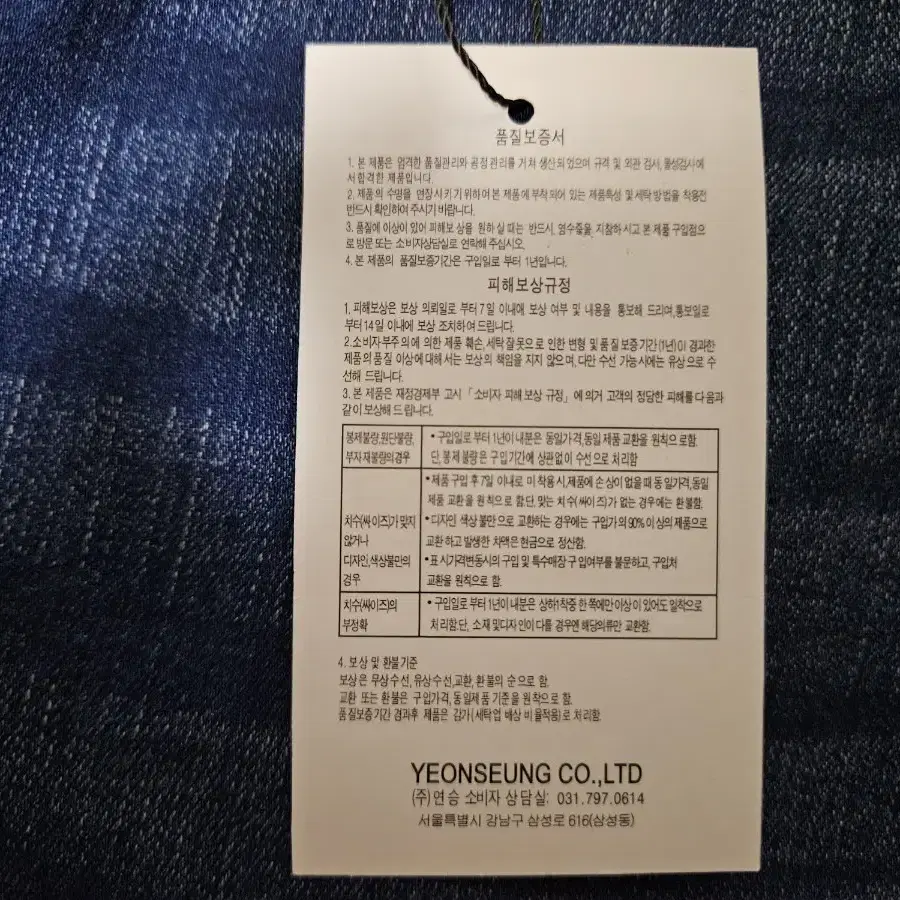 품질보증서
1. 본 제품은 엄격한 품질관리와 공정관리를 거쳐 생산되었으며 규격 및 외관 검사, 물성검사에
서 합격한 제품입니다.
2. 제품의 수명을 연장시키기 위하여 본 제품에 부착되어 있는 제품특성 및 세탁방법을 착용전
반드시 확인하여 주시기 바랍니다.
3. 품질에 이상이 있어 피해보상을 원하실 때는 반드시, 영수증을 지참하시고 본 제품 구입점으
로 방문 또는 소비자상담실로 연락해 주십시오.
4. 본 제품의 품질보증기간은 구입일로 부터 1년입니다.
피해보상규정
1. 피해보상은 보상 의뢰일로 부터 7일 이내에 보상 여부 및 내용을 통보해 드리며, 통보일로
부터 14일 이내에 보상 조치하여 드립니다.
2. 소비자부주의에 의한 제품 훼손, 세탁 잘못으로 인한 변형 및 품질보증기간(1년)이 경과한
제품의 품질 이상에 대해서는 보상의 책임을 지지 않으며, 다만 수선 가능시에는 유상으로 수
선해 드립니다.
3. 본 제품은 재정경제부 고시 「소비자 피해보상 규정」에 의거 고객의 정당한 피해를 다음과
같이 보상해 드립니다.
봉제불량, 원단불량,
부자재불량의 경우
• 구입일로 부터 1년이내분은 동일가격, 동일 제품 교환을 원칙으로함.
단, 봉제불량은 구입기간에 상관없이 수선으로 처리함
치수(싸이즈)가 맞지
않거나
디자인, 색상불만의
경우
• 제품 구입 후 7일 이내로 미착용시, 제품에 손상이 없을 때 동일가격, 동일
제품 교환을 원칙으로 함. 단, 맞는 치수(싸이즈)가 없는 경우에는 환불함.
• 디자인 색상 불만으로 교환하는 경우에는 구입가의 90% 이상의 제품으로
교환하고 발생한 차액은 현금으로 정산함.
• 표시가격변동시의 구입 및 특수매장 구입여부를 불문하고, 구입처
교환을 원칙으로 함.
치수(싸이즈)의
부정확
• 구입일로 부터 1년이내분은 상하1착중 한쪽에만 이상이 있어도 일착으로
처리함.단, 소재 및 디자인이 다를 경우엔 해당의류만 교환함.
4. 보상 및 환불기준
보상은 무상수선, 유상수선, 교환, 환불의 순으로 함.
교환 또는 환불은 구입가격, 동일제품 기준을 원칙으로 함.
품질보증기간 경과후 제품은 감가(세탁업 배상 비율적용)로 처리함.
YEONSEUNG CO.,LTD
(주)연승 소비자 상담실: 031.797.0614
서울특별시 강남구 삼성로 616(삼성동)